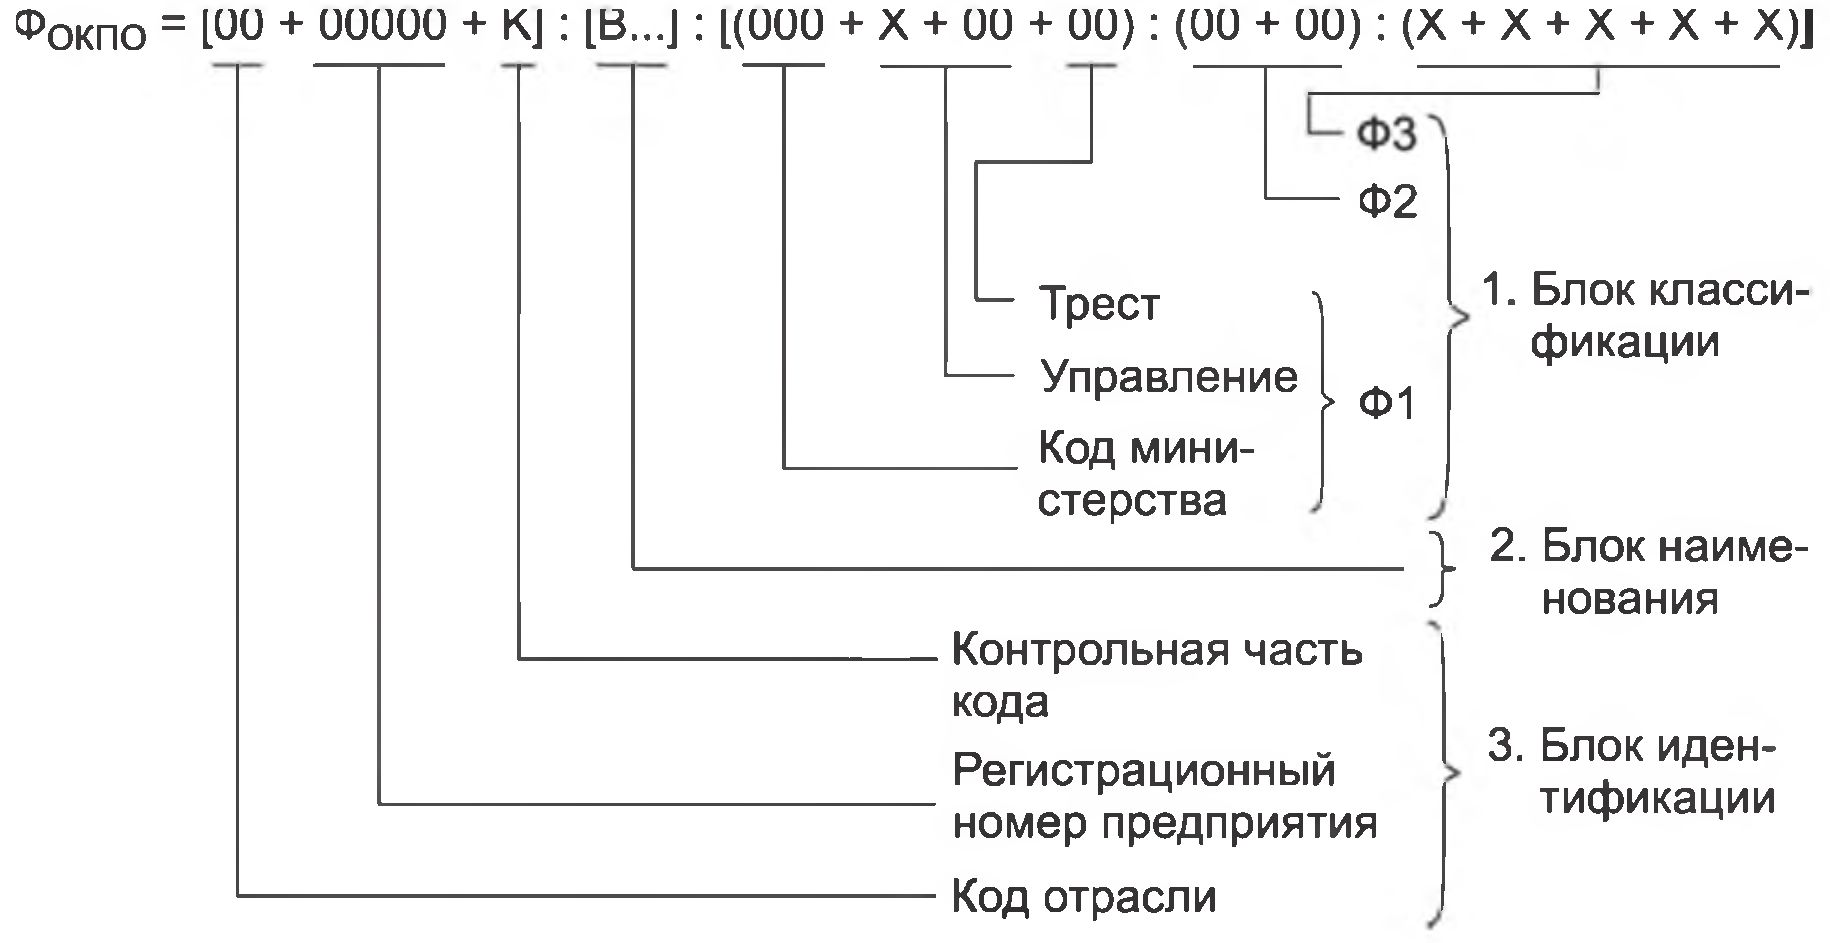 ФОКПО = [00 + 00000 + К] : [В...] : [(000 + Х + 00 + 00) : (00 + 00) : (Х + Х + Х + Х + Х)]
Ф3
Ф2
Трест
Управление
Код мини-
стерства
Ф1
1. Блок класси-
фикации
2. Блок наиме-
нования
Контрольная часть
кода
Регистрационный
номер предприятия
Код отрасли
3. Блок иден-
тификации